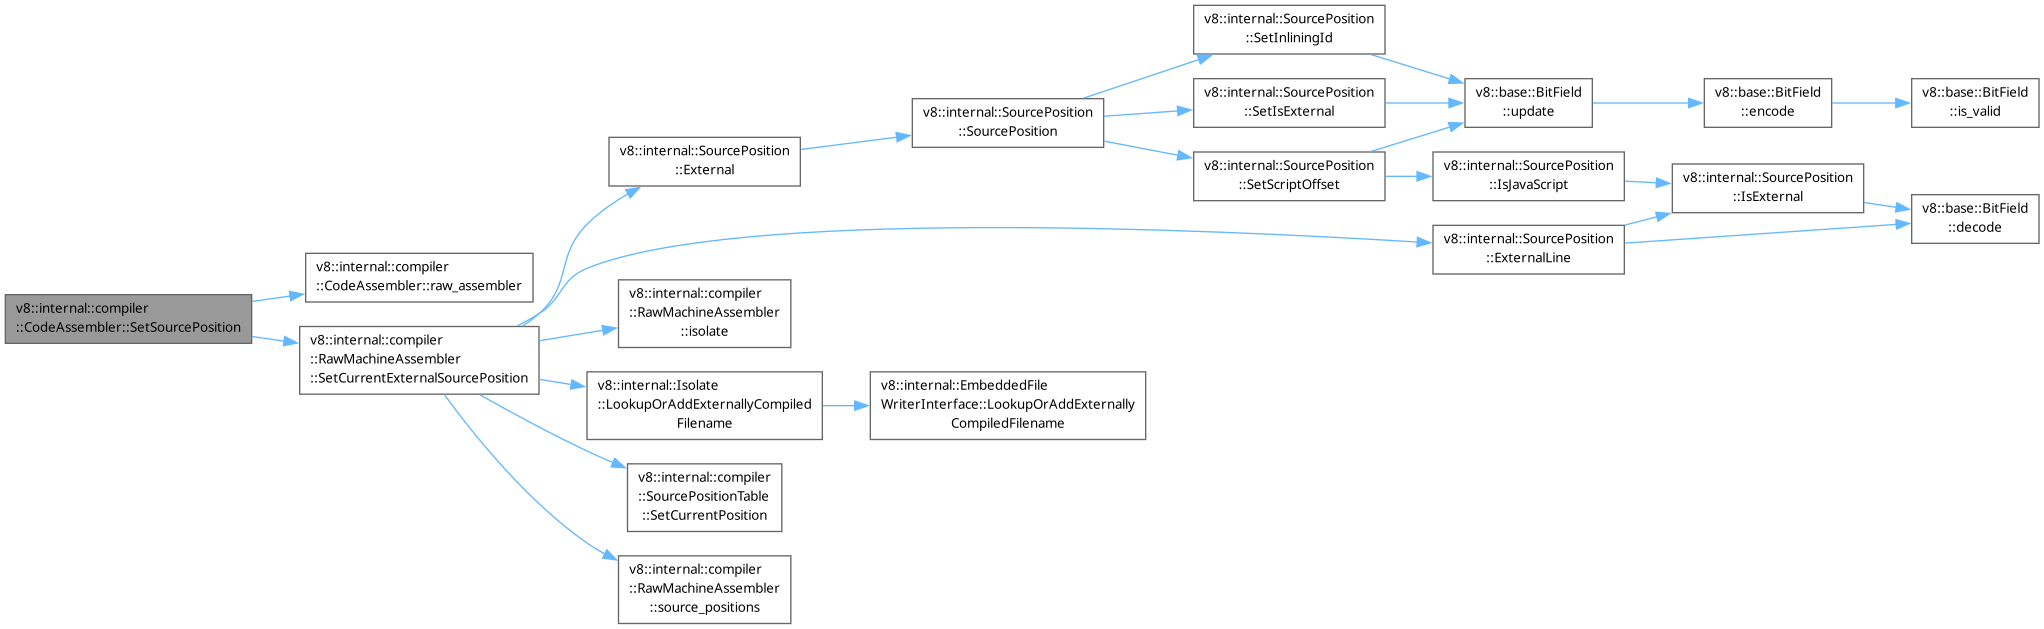 v8::internal::compiler
::CodeAssembler::SetSourcePosition
v8::internal::compiler
::CodeAssembler::raw_assembler
v8::internal::compiler
::RawMachineAssembler
::SetCurrentExternalSourcePosition
v8::internal::SourcePosition
::External
v8::internal::SourcePosition
::SourcePosition
v8::internal::SourcePosition
::SetInliningId
v8::internal::SourcePosition
::SetIsExternal
v8::internal::SourcePosition
::SetScriptOffset
v8::base::BitField
::update
v8::base::BitField
::encode
v8::base::BitField
::is_valid
v8::internal::SourcePosition
::IsJavaScript
v8::internal::SourcePosition
::IsExternal
v8::base::BitField
::decode
v8::internal::SourcePosition
::ExternalLine
v8::internal::compiler
::RawMachineAssembler
::isolate
v8::internal::Isolate
::LookupOrAddExternallyCompiled
Filename
v8::internal::EmbeddedFile
WriterInterface::LookupOrAddExternally
CompiledFilename
v8::internal::compiler
::SourcePositionTable
::SetCurrentPosition
v8::internal::compiler
::RawMachineAssembler
::source_positions